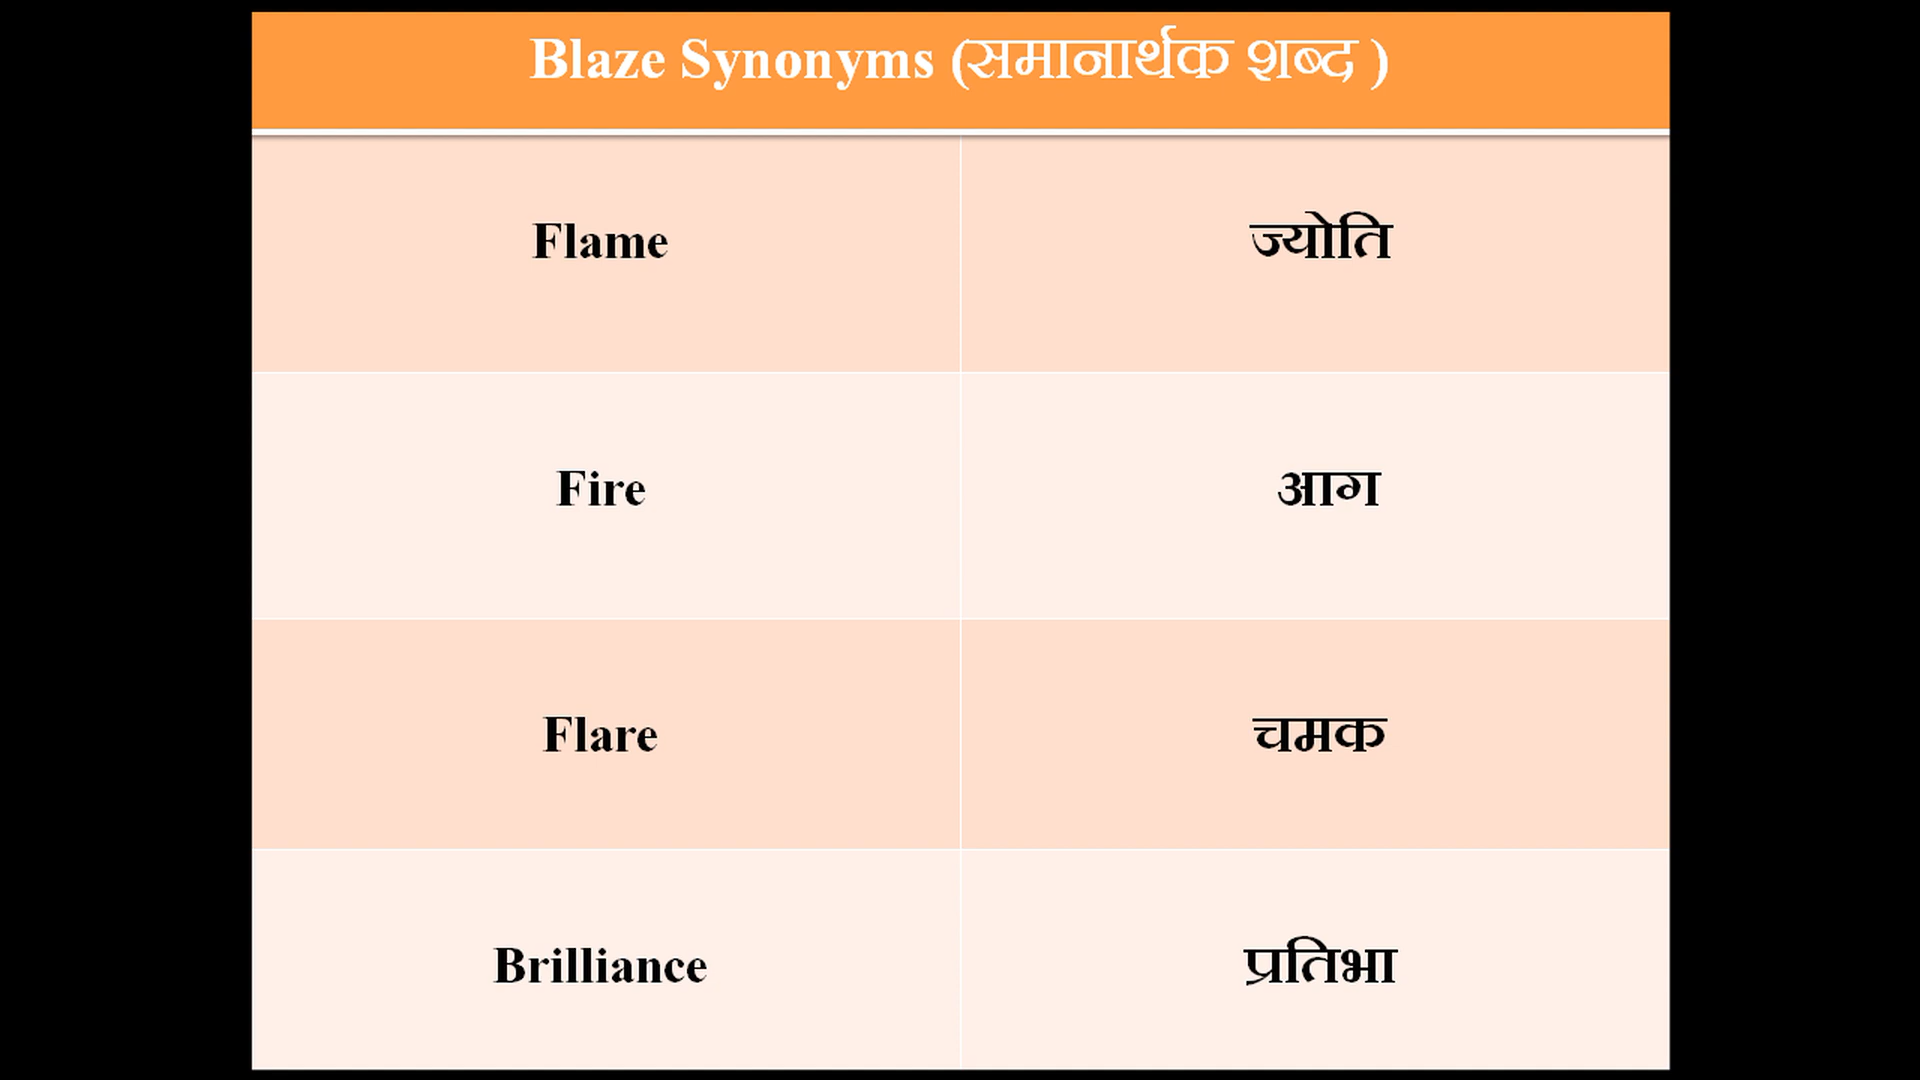 Blaze Synonyms (समानार्थक शब्द )
Flame ज्योति
Fire आग
Flare चमक
Brilliance प्रतिभा